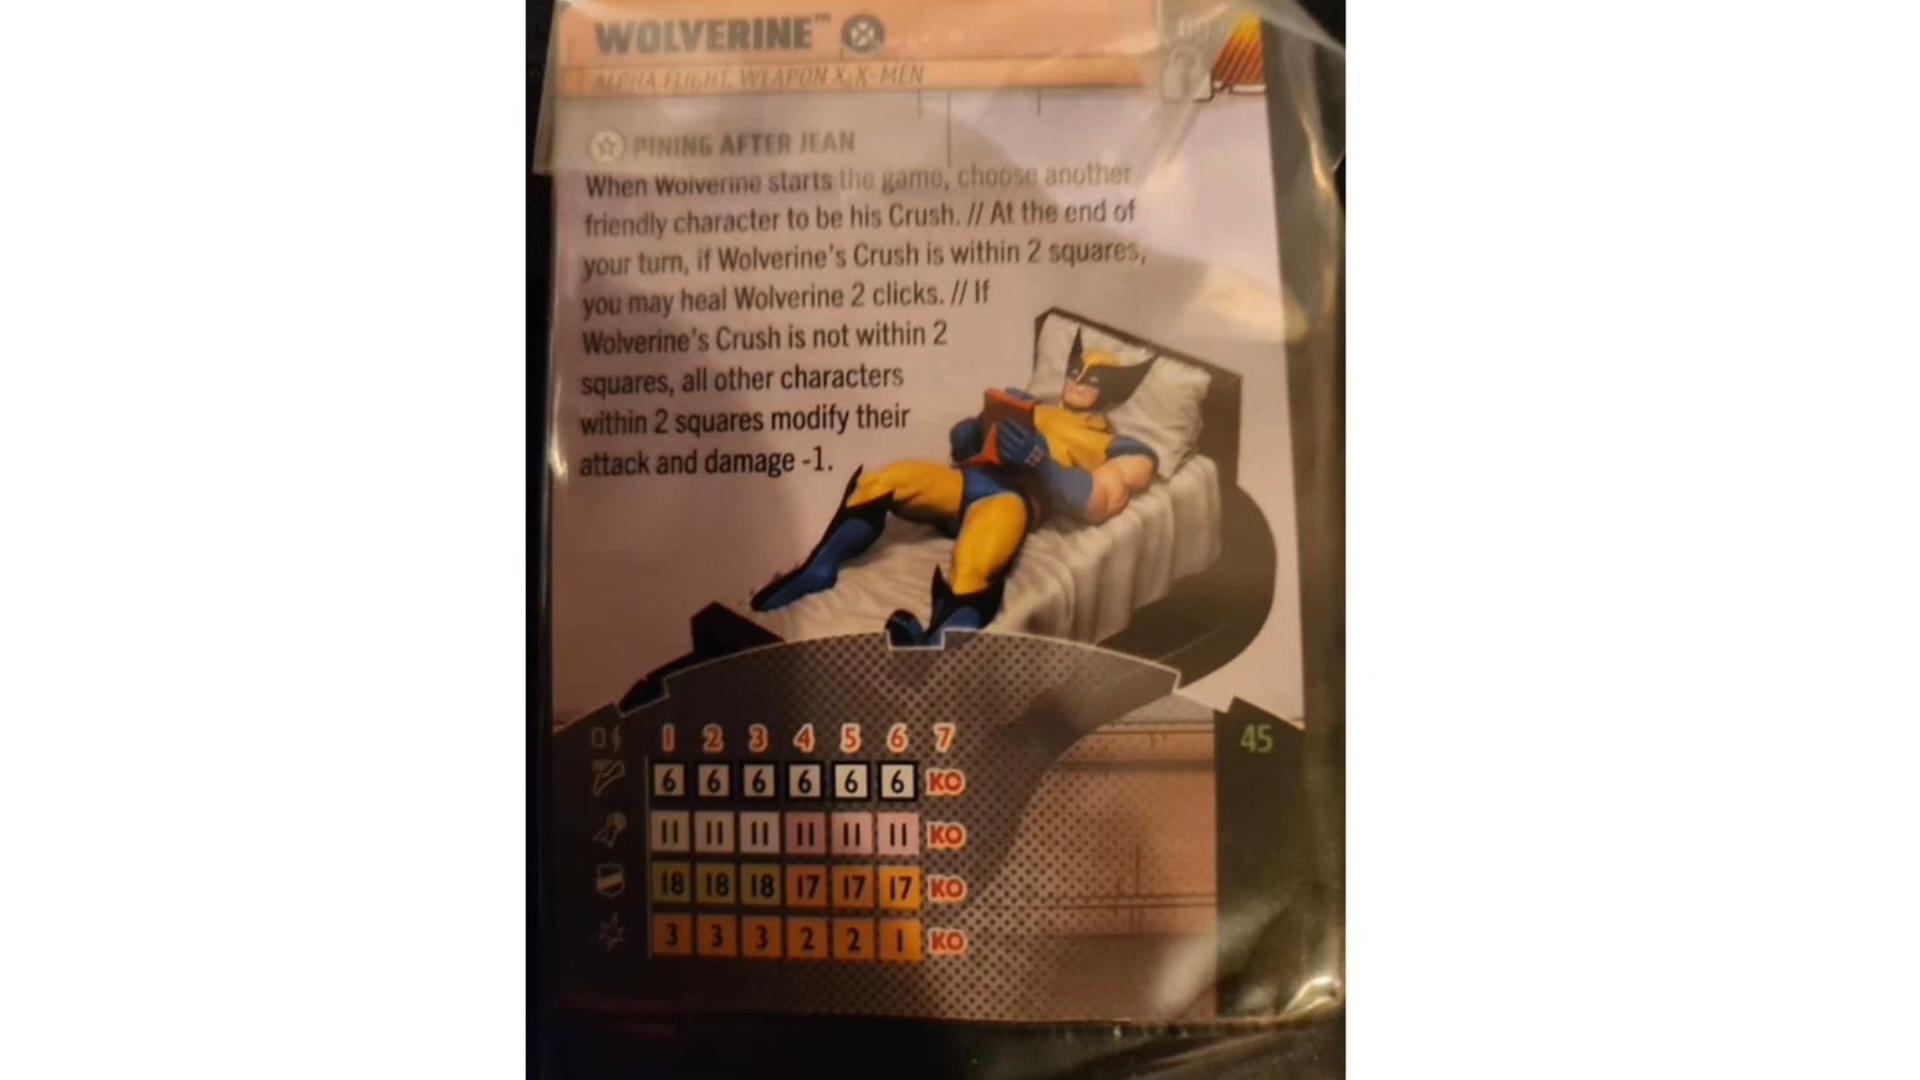 WOLVERINE™
ALPHA FLIGHT, WEAPON X, X-MEN
PINING AFTER JEAN
When Wolverine starts the game, choose another
friendly character to be his Crush. // At the end of
your turn, if Wolverine's Crush is within 2 squares,
you may heal Wolverine 2 clicks. // If
Wolverine's Crush is not within 2
squares, all other characters
within 2 squares modify their
attack and damage -1.
0 1 2 3 4 5 6 7
45
6 6 6 6 6 6 KO
11 11 11 11 11 11 KO
18 18 18 17 17 17 KO
3 3 3 2 2 1 KO